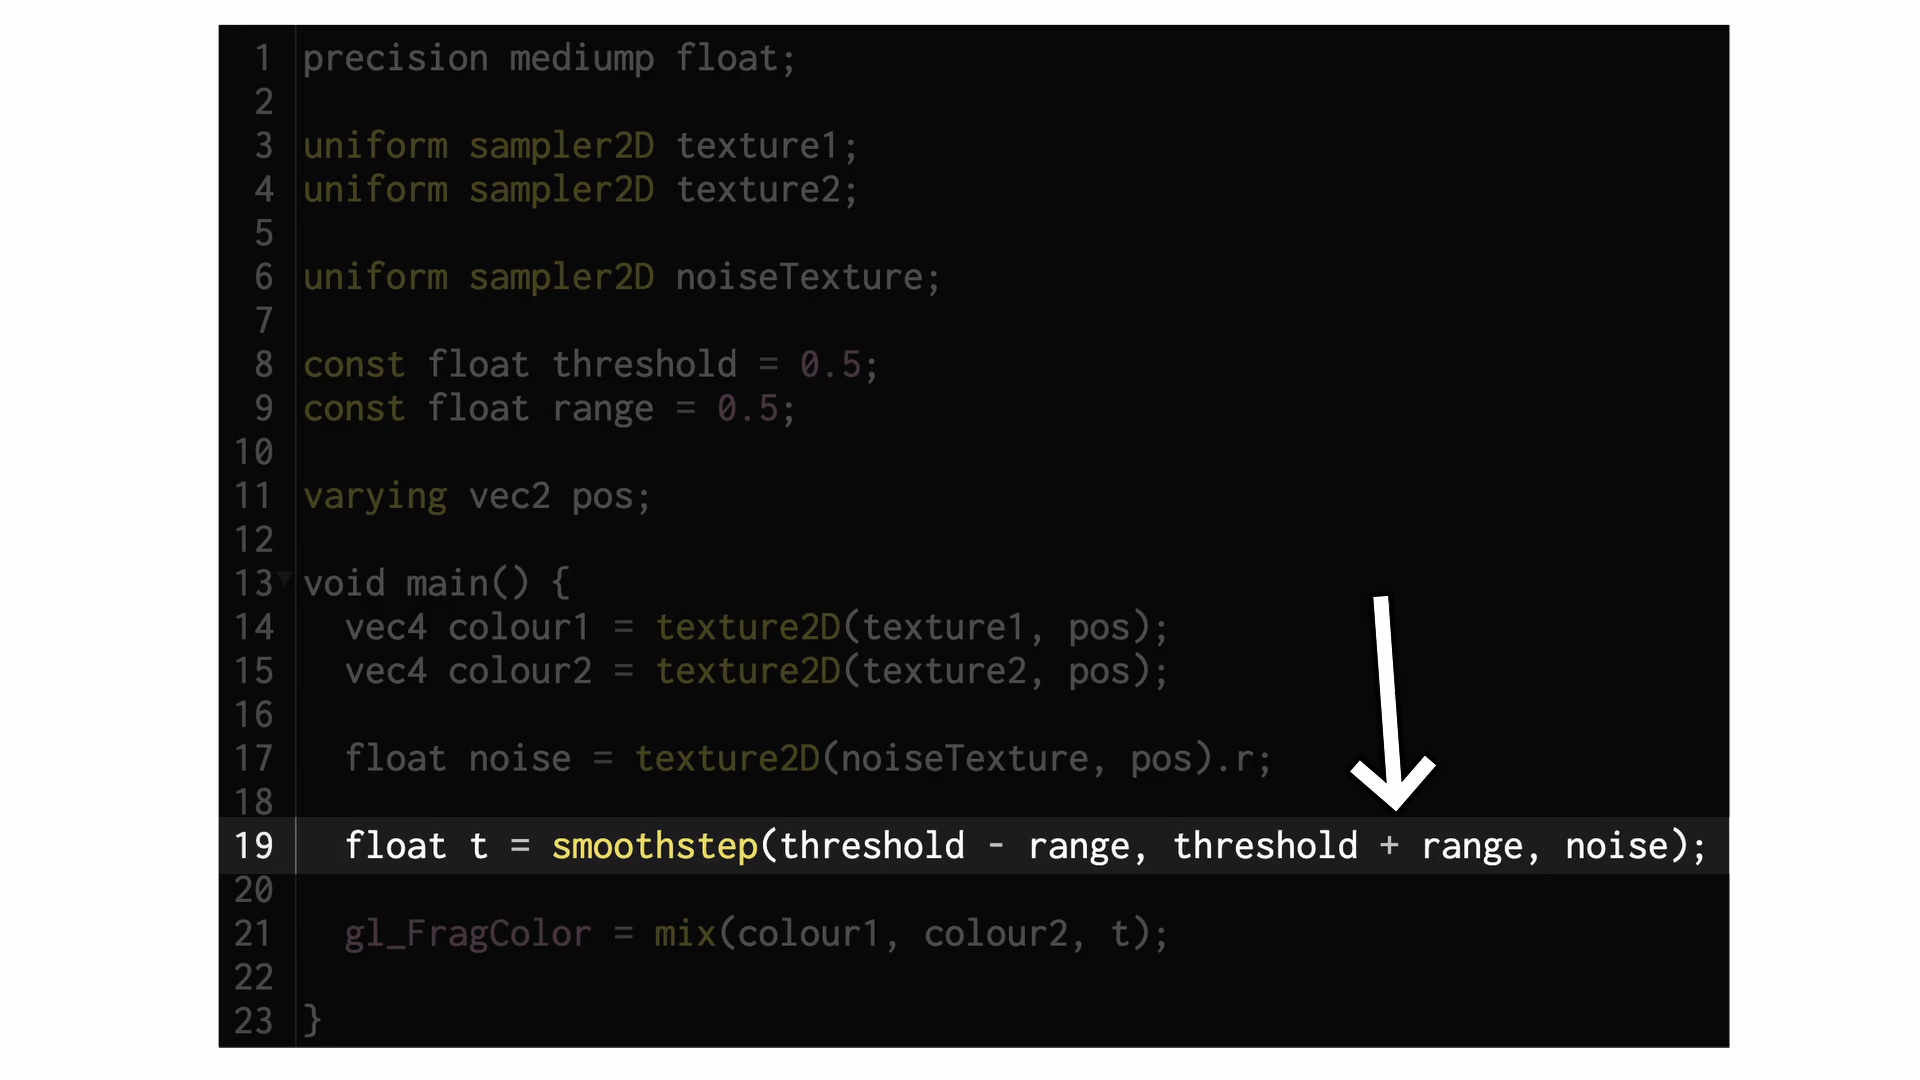 1 precision mediump float;
2
3 uniform sampler2D texture1;
4 uniform sampler2D texture2;
5
6 uniform sampler2D noiseTexture;
7
8 const float threshold = 0.5;
9 const float range = 0.5;
10
11 varying vec2 pos;
12
13 void main() {
14   vec4 colour1 = texture2D(texture1, pos);
15   vec4 colour2 = texture2D(texture2, pos);
16
17   float noise = texture2D(noiseTexture, pos).r;
18
19   float t = smoothstep(threshold - range, threshold + range, noise);
20
21   gl_FragColor = mix(colour1, colour2, t);
22
23 }